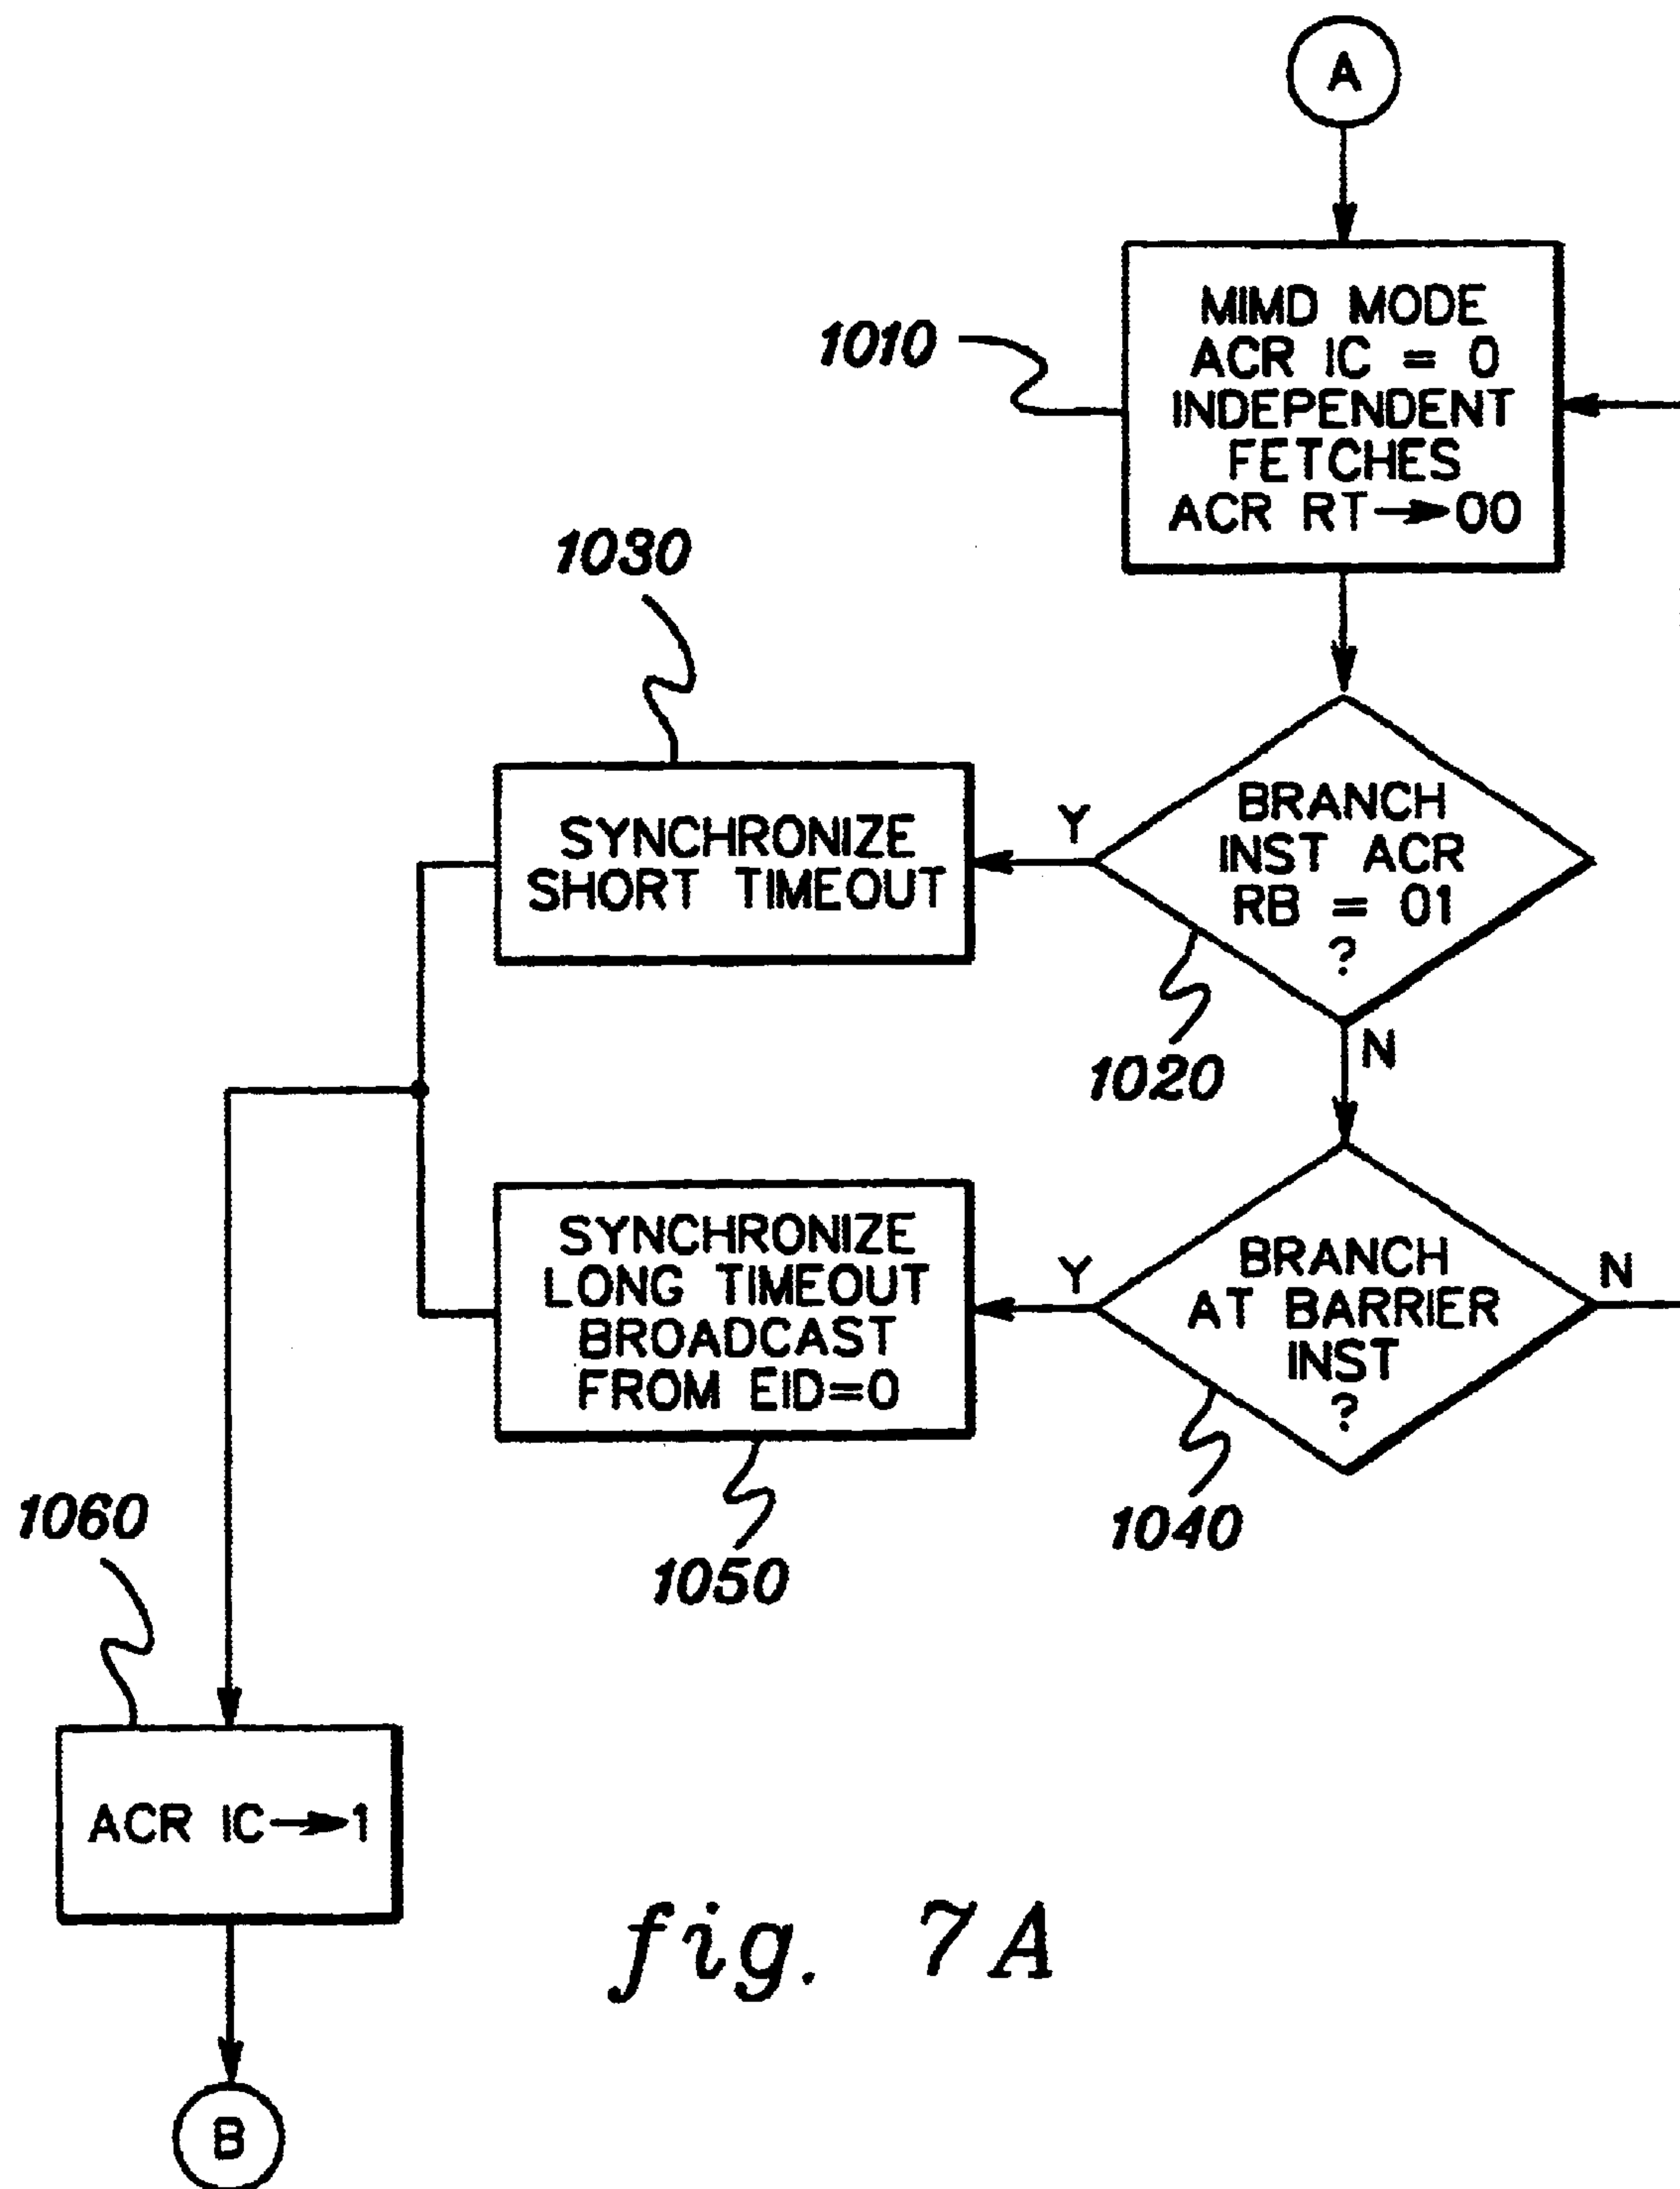 A
MIMD MODE
ACR IC = 0
INDEPENDENT
FETCHES
ACR RT→00
1010
1030
SYNCHRONIZE
SHORT TIMEOUT
Y
BRANCH
INST ACR
RB = 01
?
1020
N
SYNCHRONIZE
LONG TIMEOUT
BROADCAST
FROM EID=0
Y
BRANCH
AT BARRIER
INST
?
N
1050
1040
1060
ACR IC→1
fig. 7A
B